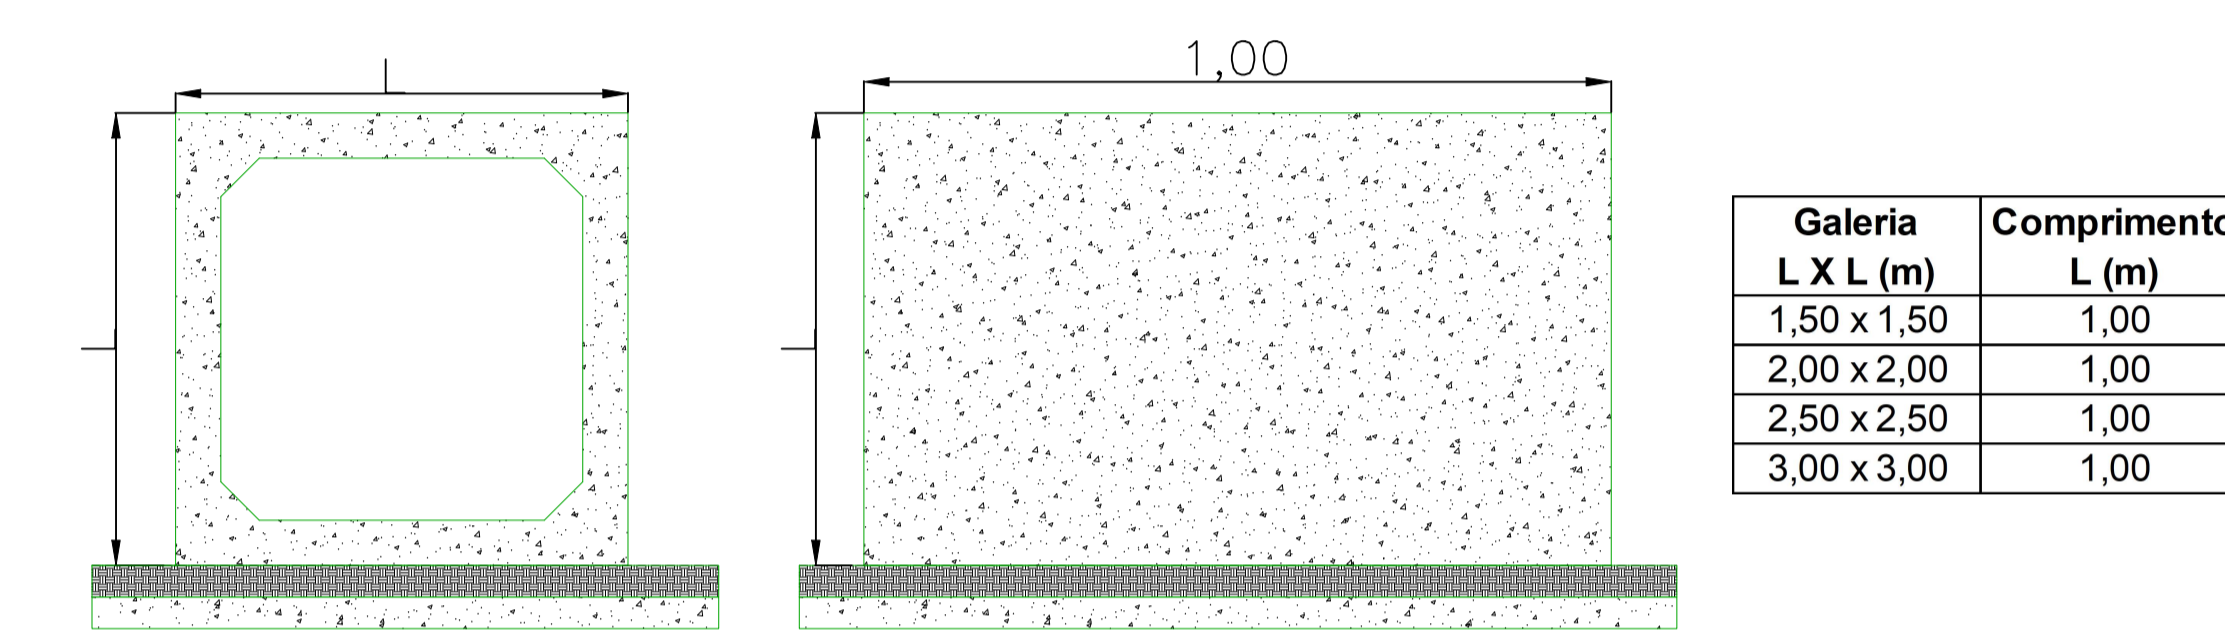 L
L
1,00
L
Galeria Comprimento
L X L (m) L (m)
1,50 x 1,50 1,00
2,00 x 2,00 1,00
2,50 x 2,50 1,00
3,00 x 3,00 1,00